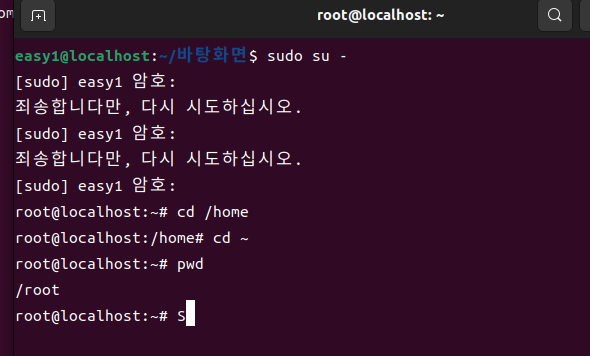 om
root@localhost: ~
easy1@localhost:~/바탕화면$ sudo su -
[sudo] easy1 암호:
죄송합니다만, 다시 시도하십시오.
[sudo] easy1 암호:
죄송합니다만, 다시 시도하십시오.
[sudo] easy1 암호:
root@localhost:~# cd /home
root@localhost:/home# cd ~
root@localhost:~# pwd
/root
root@localhost:~# S